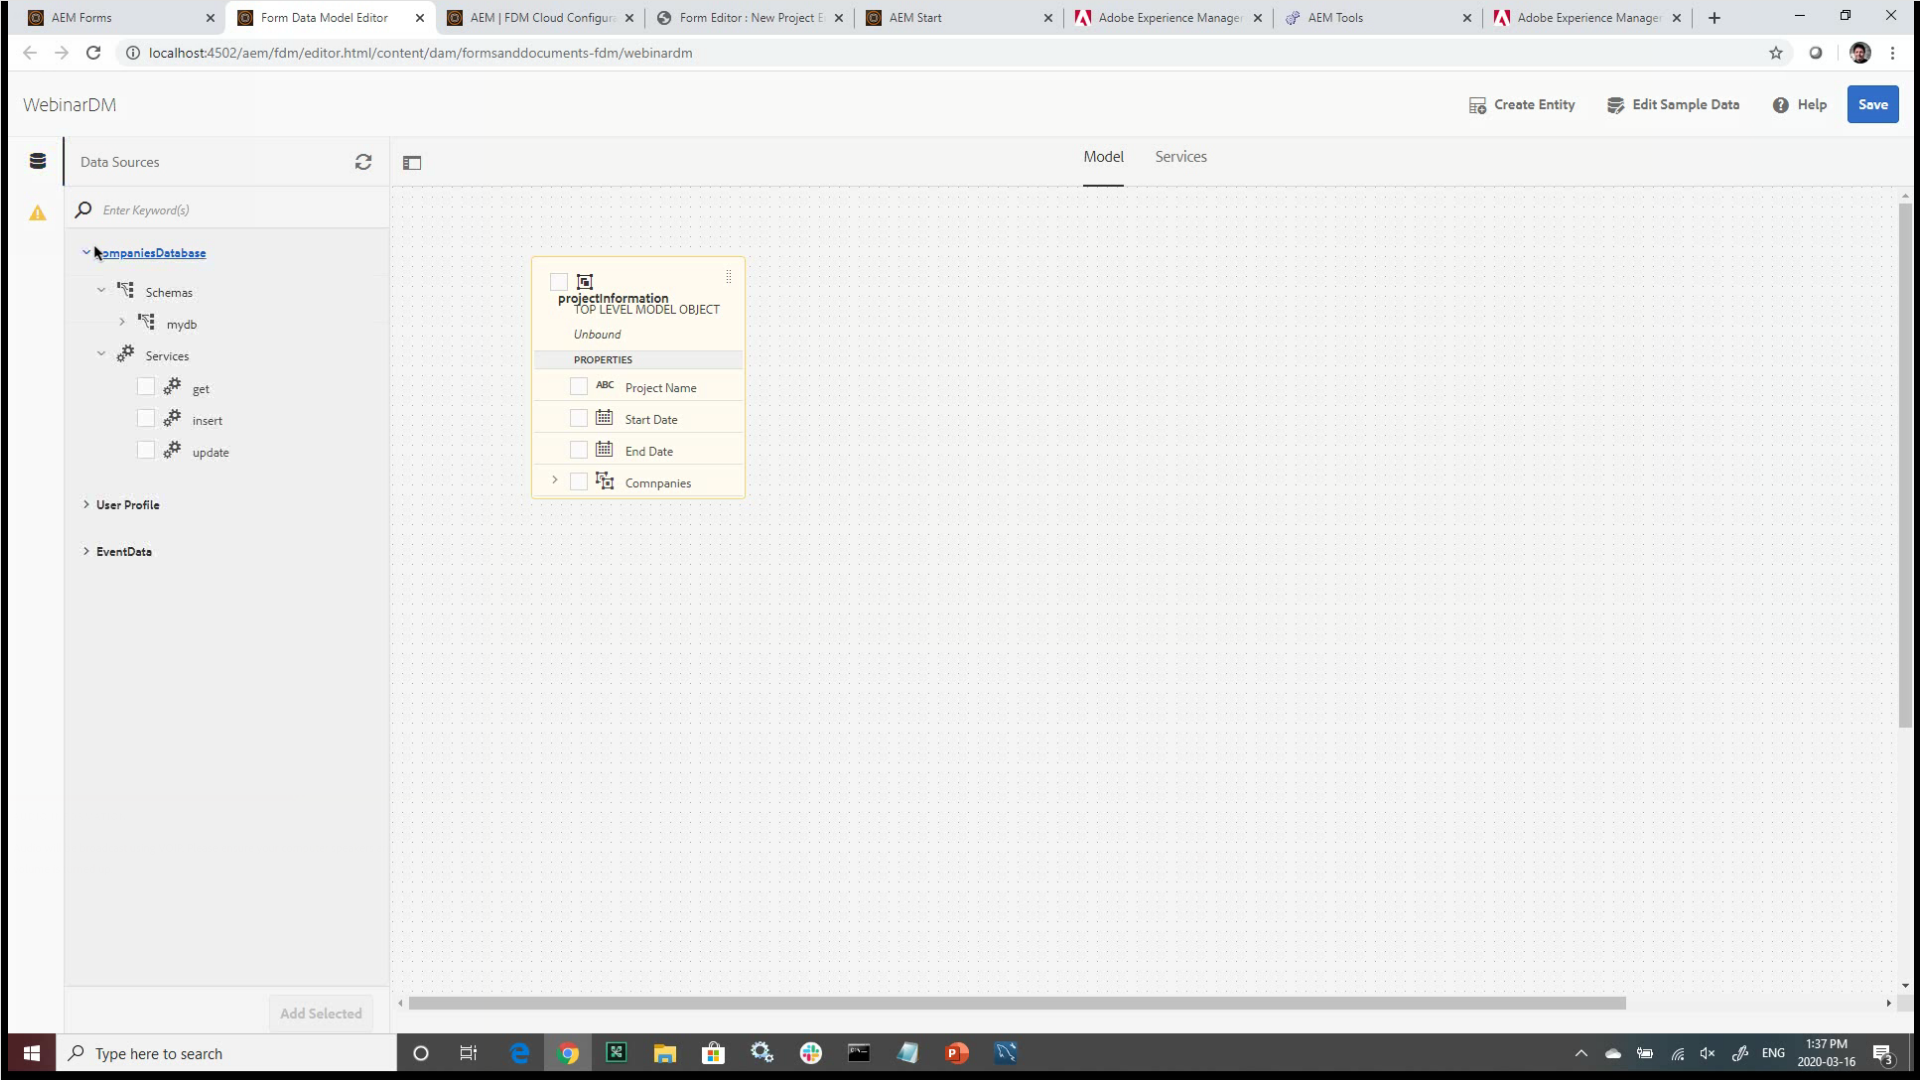 AEM Forms
Form Data Model Editor
AEM | FDM Cloud Configura
Form Editor : New Project E
AEM Start
Adobe Experience Manager
AEM Tools
Adobe Experience Manager
localhost:4502/aem/fdm/editor.html/content/dam/formsanddocuments-fdm/webinardm
WebinarDM
Create Entity
Edit Sample Data
Help
Save
Data Sources
Model
Services
Enter Keyword(s)
ompaniesDatabase
Schemas
mydb
Services
get
insert
update
User Profile
EventData
projectInformation
TOP LEVEL MODEL OBJECT
Unbound
PROPERTIES
ABC Project Name
Start Date
End Date
Comnpanies
Add Selected
Type here to search
ENG
1:37 PM
2020-03-16
3